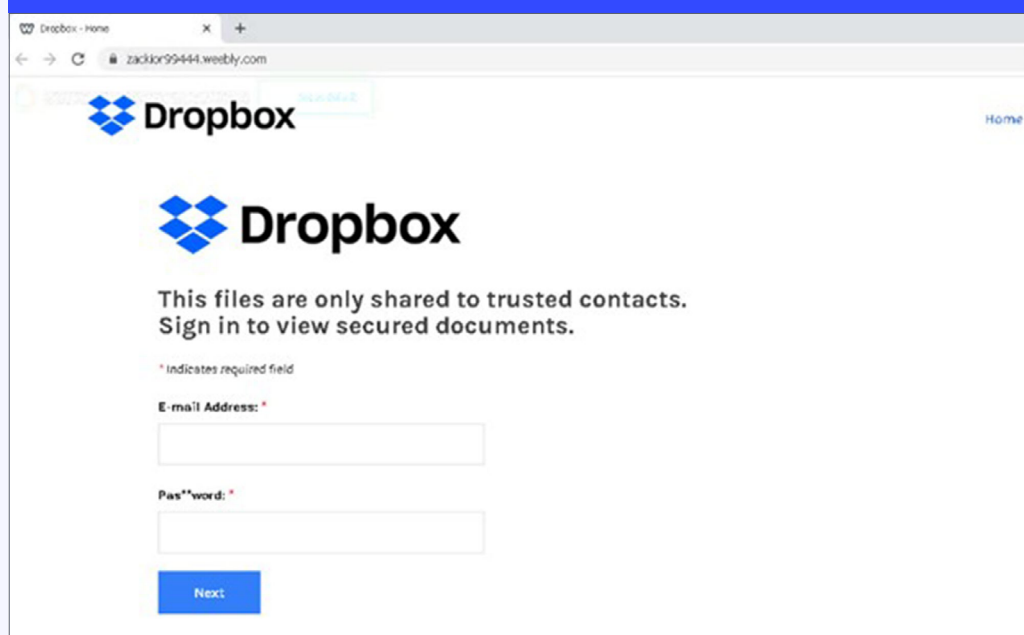 Dropbox - Home
zackior99444.weebly.com
Dropbox
Home
Dropbox
This files are only shared to trusted contacts.
Sign in to view secured documents.
* Indicates required field
E-mail Address: *
Pas**word: *
Next